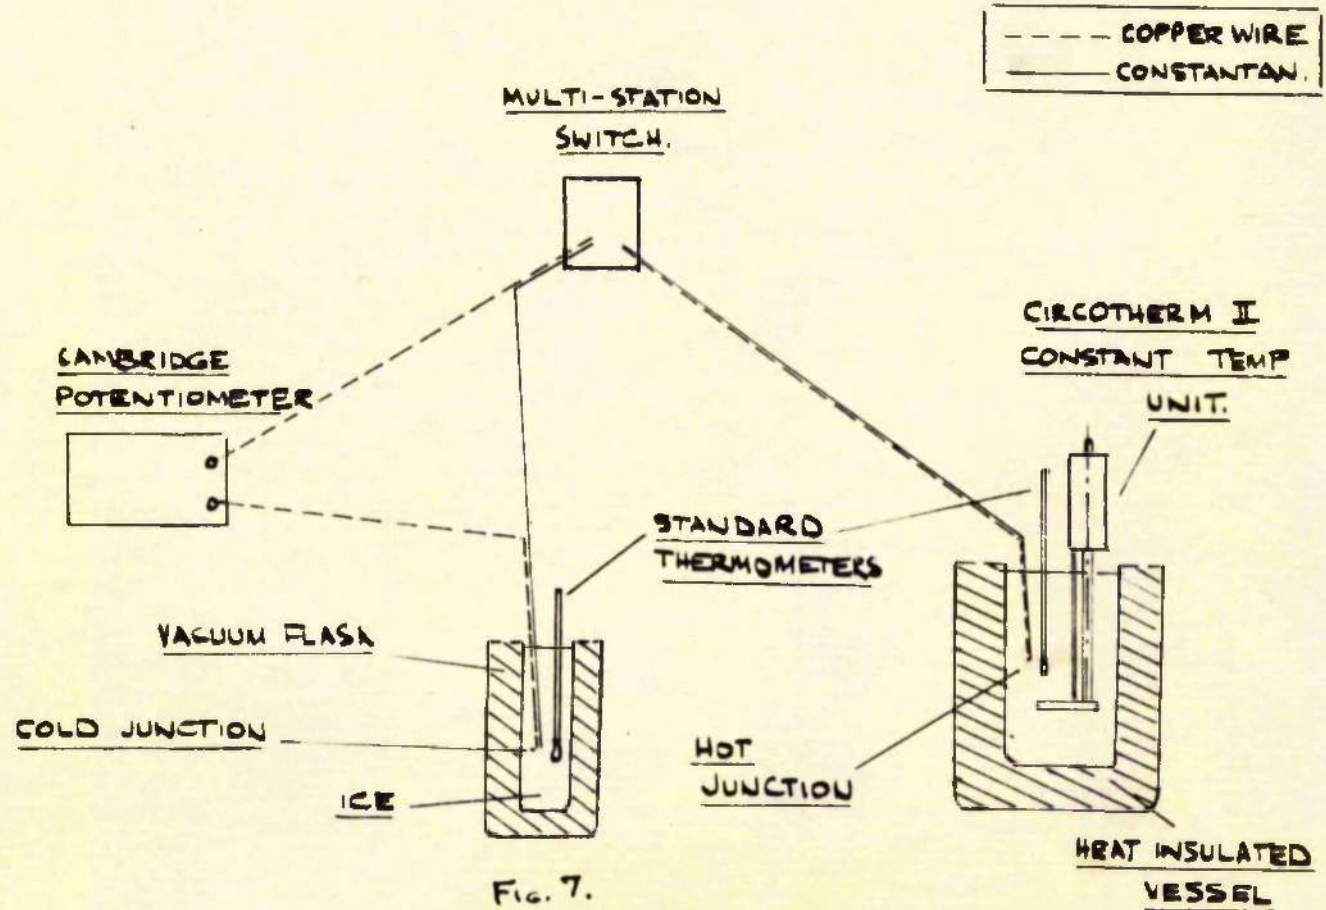 COPPER WIRE
CONSTANTAN.
MULTI-STATION
SWITCH.
CIRCOTHERM II
CONSTANT TEMP
UNIT.
CAMBRIDGE
POTENTIOMETER
STANDARD
THERMOMETERS
VACUUM FLASK
COLD JUNCTION
ICE
HOT
JUNCTION
HEAT INSULATED
VESSEL
FIG. 7.